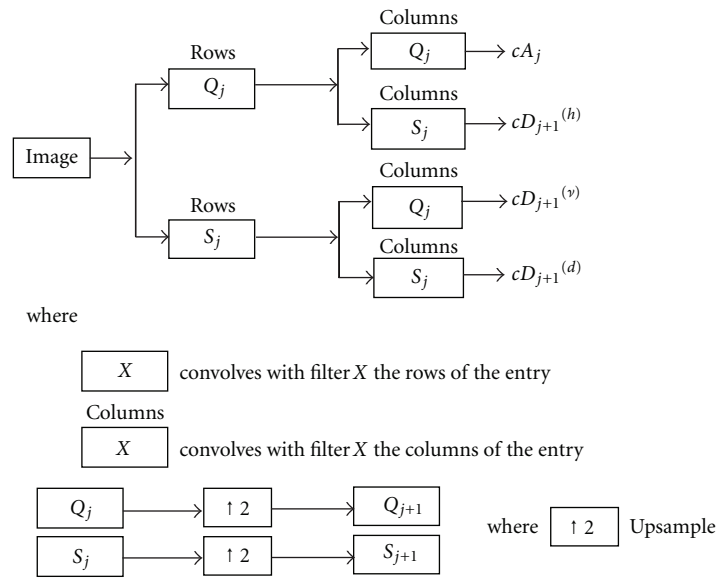 Columns
Rows
Q_j → cA_j
Q_j
Columns
S_j → cD_{j+1}^{(h)}
Image
Columns
Rows
Q_j → cD_{j+1}^{(v)}
S_j
Columns
S_j → cD_{j+1}^{(d)}
where
X convolves with filter X the rows of the entry
Columns
X convolves with filter X the columns of the entry
Q_j → ↑ 2 → Q_{j+1}
where ↑ 2 Upsample
S_j → ↑ 2 → S_{j+1}